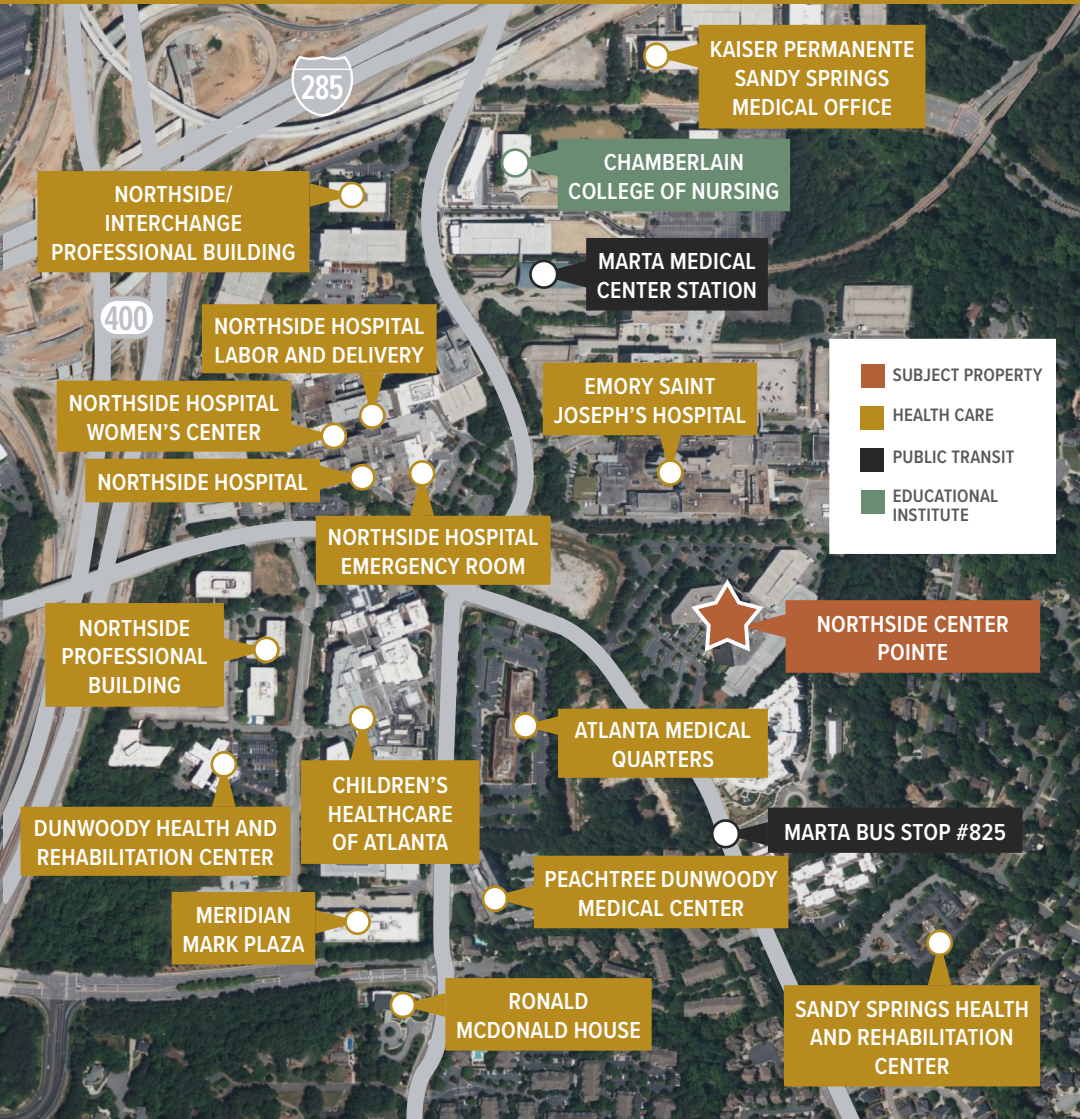 KAISER PERMANENTE
SANDY SPRINGS
MEDICAL OFFICE
285
CHAMBERLAIN
COLLEGE OF NURSING
NORTHSIDE/
INTERCHANGE
PROFESSIONAL BUILDING
MARTA MEDICAL
CENTER STATION
400
NORTHSIDE HOSPITAL
LABOR AND DELIVERY
NORTHSIDE HOSPITAL
WOMEN'S CENTER
EMORY SAINT
JOSEPH'S HOSPITAL
SUBJECT PROPERTY
HEALTH CARE
PUBLIC TRANSIT
EDUCATIONAL
INSTITUTE
NORTHSIDE HOSPITAL
NORTHSIDE HOSPITAL
EMERGENCY ROOM
NORTHSIDE CENTER
POINTE
NORTHSIDE
PROFESSIONAL
BUILDING
ATLANTA MEDICAL
QUARTERS
CHILDREN'S
HEALTHCARE
OF ATLANTA
DUNWOODY HEALTH AND
REHABILITATION CENTER
MARTA BUS STOP #825
PEACHTREE DUNWOODY
MEDICAL CENTER
MERIDIAN
MARK PLAZA
RONALD
MCDONALD HOUSE
SANDY SPRINGS HEALTH
AND REHABILITATION
CENTER